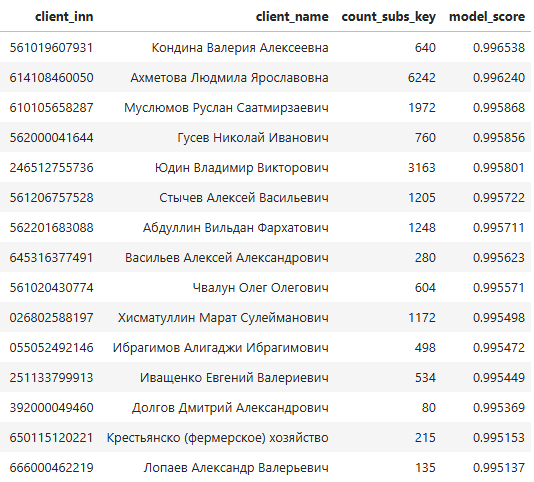 client_inn client_name count_subs_key model_score
561019607931 Кондина Валерия Алексеевна 640 0.996538
614108460050 Ахметова Людмила Ярославовна 6242 0.996240
610105658287 Муслюмов Руслан Саатмирзаевич 1972 0.995868
562000041644 Гусев Николай Иванович 760 0.995856
246512755736 Юдин Владимир Викторович 3163 0.995801
561206757528 Стычев Алексей Васильевич 1205 0.995722
562201683088 Абдуллин Вильдан Фархатович 1248 0.995711
645316377491 Васильев Алексей Александрович 280 0.995623
561020430774 Чвалун Олег Олегович 604 0.995571
026802588197 Хисматуллин Марат Сулейманович 1172 0.995498
055052492146 Ибрагимов Алигаджи Ибрагимович 498 0.995472
251133799913 Иващенко Евгений Валериевич 534 0.995449
392000049460 Долгов Дмитрий Александрович 80 0.995369
650115120221 Крестьянско (фермерское) хозяйство 215 0.995153
666000462219 Лопаев Александр Валерьевич 135 0.995137